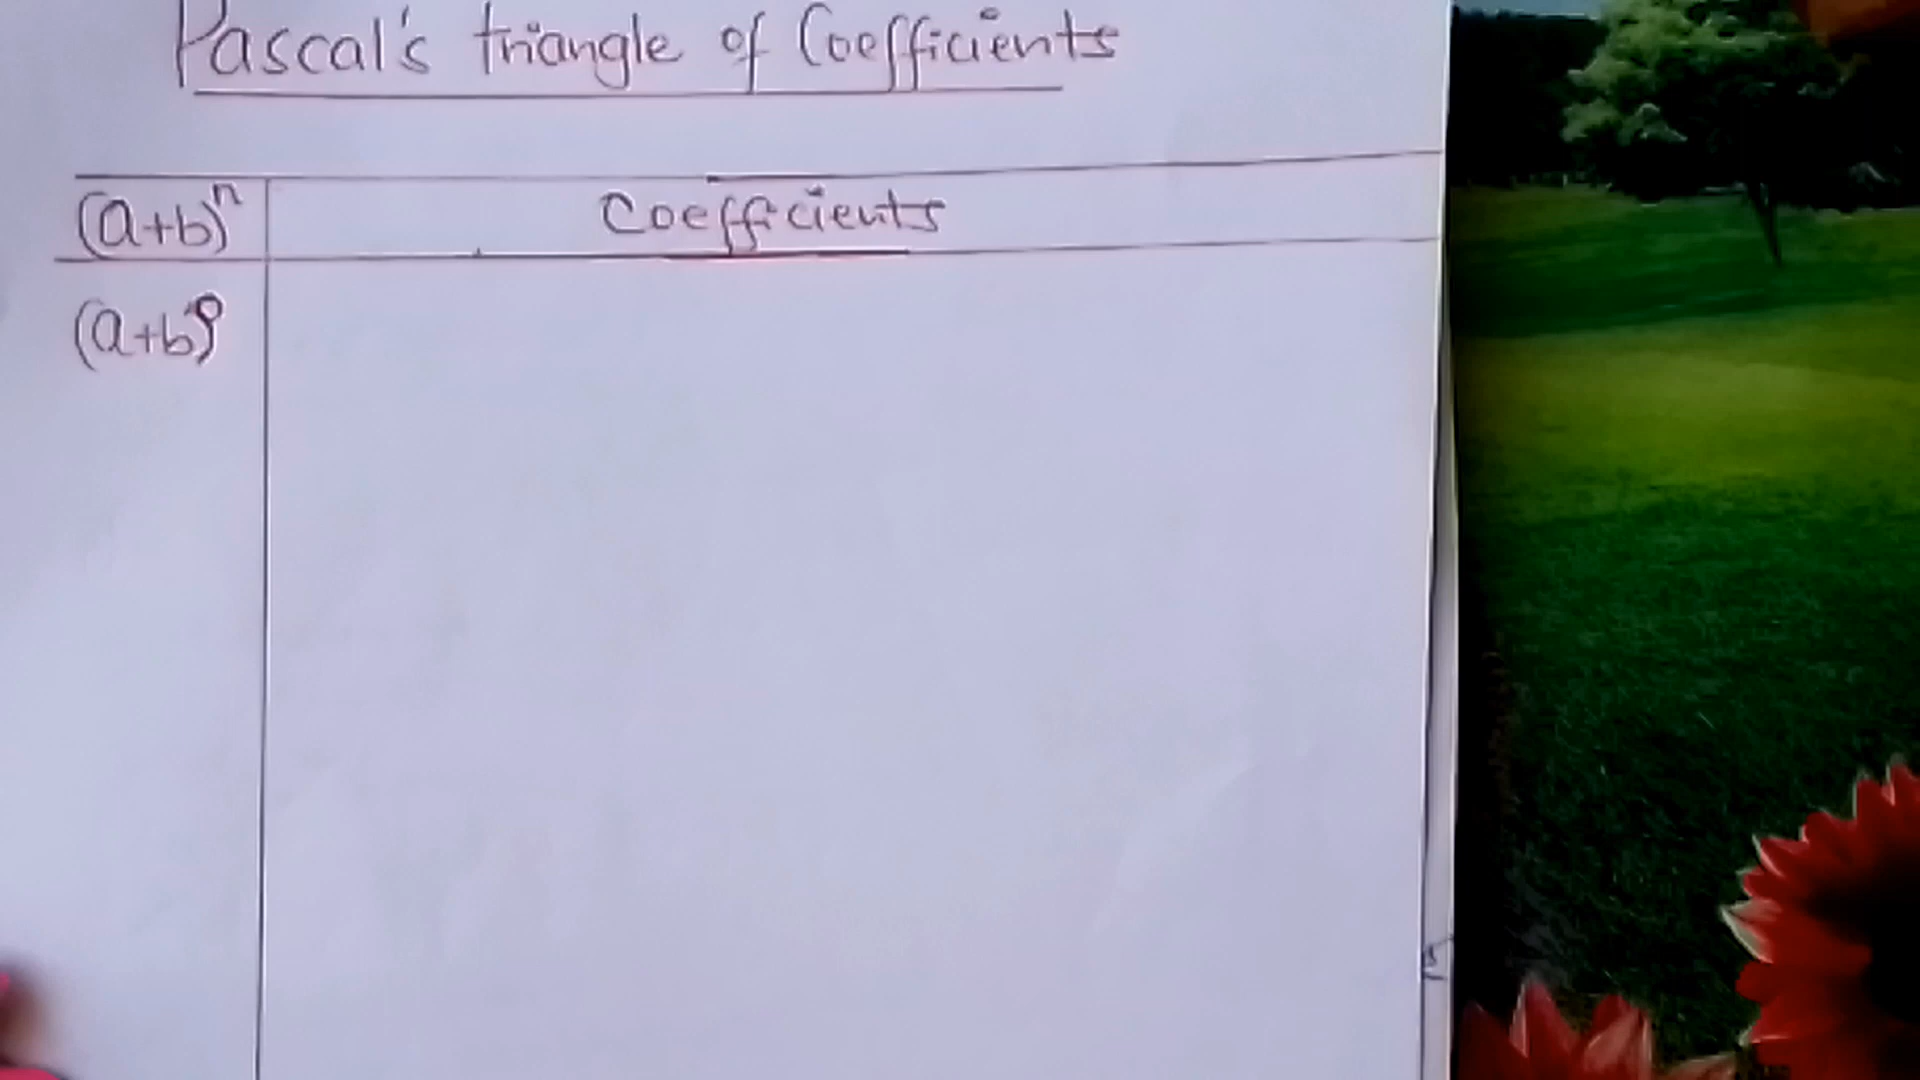 Pascal's triangle of Coefficients
(a+b)ⁿ Coefficients
(a+b)⁰